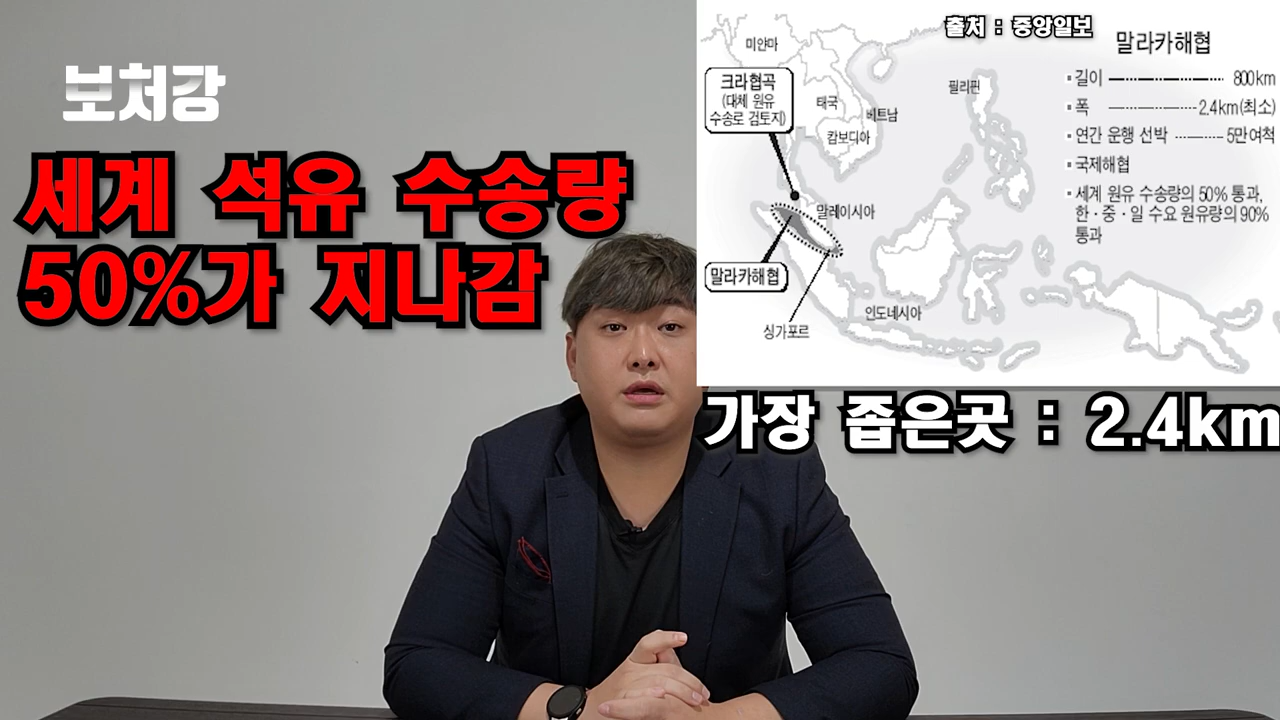 보처강
세계 석유 수송량
50%가 지나감
출처 : 중앙일보
말라카해협
길이 800km
폭 2.4km(최소)
연간 운행 선박 5만여척
국제해협
세계 원유 수송량의 50% 통과,
한·중·일 수요 원유량의 90%
통과
미얀마
크라협곡
(대체 원유
수송로 검토지)
태국
베트남
캄보디아
필리핀
말레이시아
말라카해협
인도네시아
싱가포르
가장 좁은곳 : 2.4km